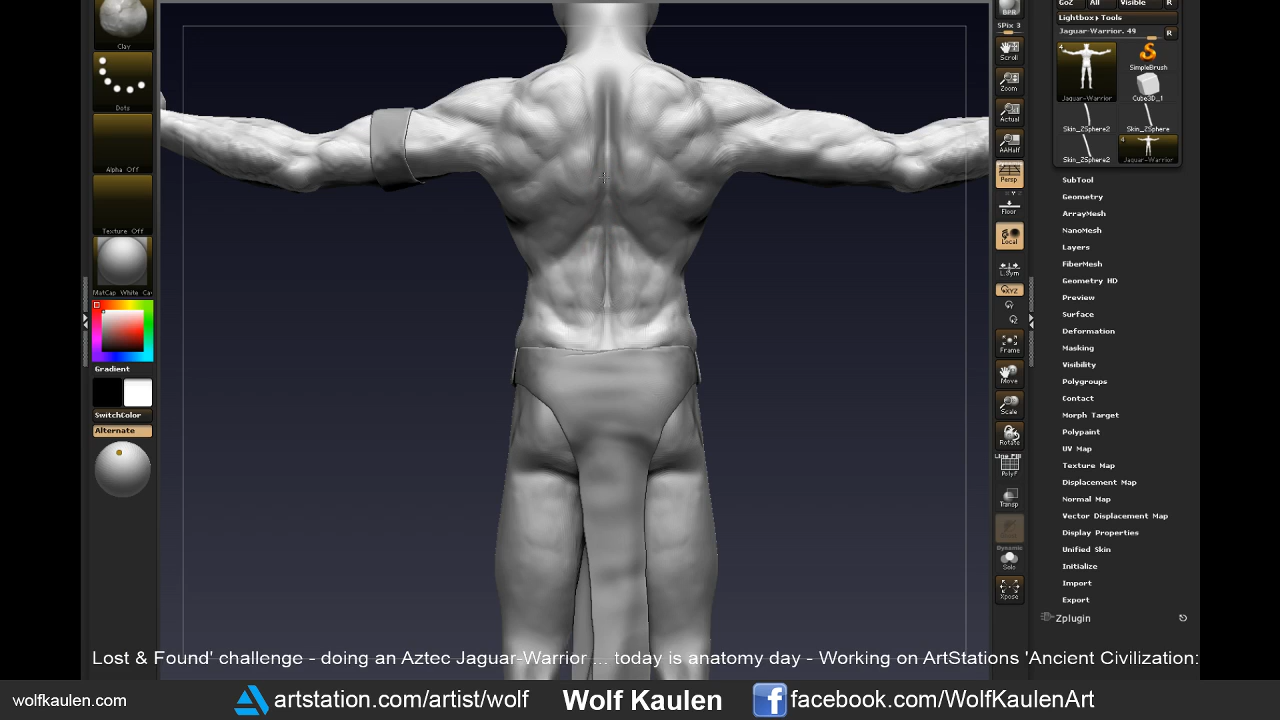 Clay
Dots
Alpha Off
Texture Off
MatCap White Ca
Gradient
SwitchColor
Alternate
BPR
SPix 3
Scroll
Zoom
Actual
AAHalf
Persp
Floor
Local
L.Sym
XYZ
Frame
Move
Scale
Rotate
Line Fill
PolyF
Transp
Dynamic
Solo
Xpose
GoZ All Visible R
Lightbox▸Tools
Jaguar-Warrior. 49 R
4
Jaguar-Warrior
SimpleBrush
Cube3D_1
Skin_ZSphere2
Skin_ZSphere
Skin_ZSphere2
4
Jaguar-Warrior
SubTool
Geometry
ArrayMesh
NanoMesh
Layers
FiberMesh
Geometry HD
Preview
Surface
Deformation
Masking
Visibility
Polygroups
Contact
Morph Target
Polypaint
UV Map
Texture Map
Displacement Map
Normal Map
Vector Displacement Map
Display Properties
Unified Skin
Initialize
Import
Export
Zplugin
Lost & Found' challenge - doing an Aztec Jaguar-Warrior ... today is anatomy day - Working on ArtStations 'Ancient Civilization:
wolfkaulen.com artstation.com/artist/wolf Wolf Kaulen facebook.com/WolfKaulenArt